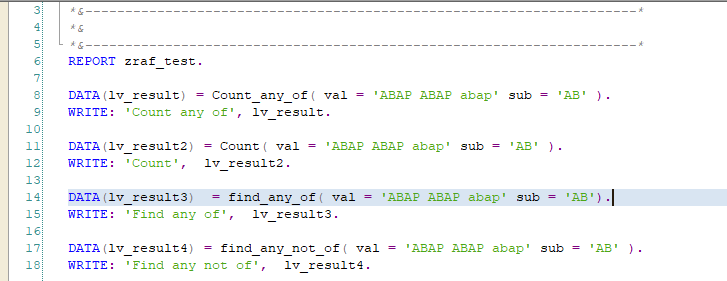 3 *&---------------------------------------------------------------------*
4 *&
5 *&---------------------------------------------------------------------*
6 REPORT zraf_test.
7
8 DATA(lv_result) = Count_any_of( val = 'ABAP ABAP abap' sub = 'AB' ).
9 WRITE: 'Count any of', lv_result.
10
11 DATA(lv_result2) = Count( val = 'ABAP ABAP abap' sub = 'AB' ).
12 WRITE: 'Count',  lv_result2.
13
14 DATA(lv_result3)  = find_any_of( val = 'ABAP ABAP abap' sub = 'AB').
15 WRITE: 'Find any of',  lv_result3.
16
17 DATA(lv_result4) = find_any_not_of( val = 'ABAP ABAP abap' sub = 'AB' ).
18 WRITE: 'Find any not of',  lv_result4.